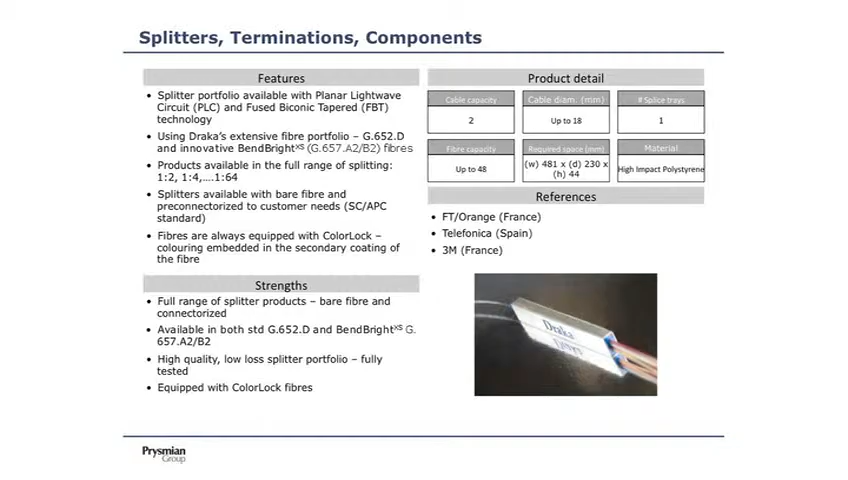 Splitters, Terminations, Components
Features
• Splitter portfolio available with Planar Lightwave
Circuit (PLC) and Fused Biconic Tapered (FBT)
technology
• Using Draka's extensive fibre portfolio – G.652.D
and innovative BendBrightXS (G.657.A2/B2) fibres
• Products available in the full range of splitting:
1:2, 1:4,....1:64
• Splitters available with bare fibre and
preconnectorized to customer needs (SC/APC
standard)
• Fibres are always equipped with ColorLock –
colouring embedded in the secondary coating of
the fibre
Strengths
• Full range of splitter products – bare fibre and
connectorized
• Available in both std G.652.D and BendBrightXS G.
657.A2/B2
• High quality, low loss splitter portfolio – fully
tested
• Equipped with ColorLock fibres
Product detail
Cable capacity
Cable diam. (mm)
# Splice trays
2
Up to 18
1
Fibre capacity
Required space (mm)
Material
Up to 48
(w) 481 x (d) 230 x
(h) 44
High Impact Polystyrene
References
• FT/Orange (France)
• Telefonica (Spain)
• 3M (France)
Draka
Prysmian
Group